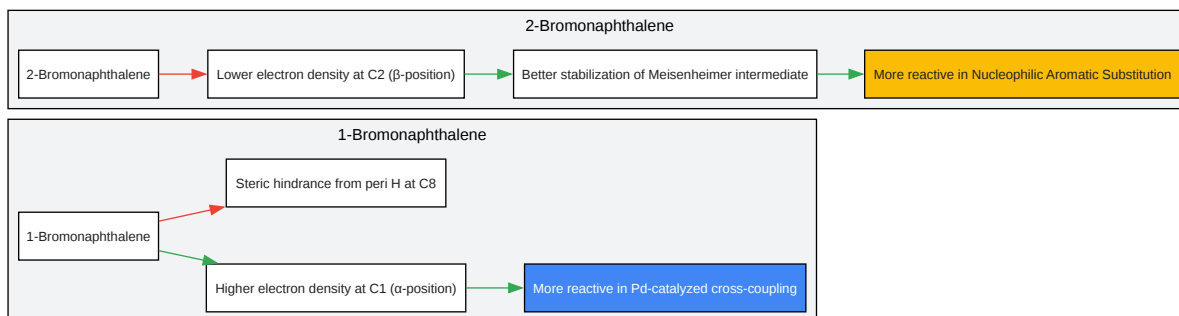 2-Bromonaphthalene
2-Bromonaphthalene
Lower electron density at C2 (β-position)
Better stabilization of Meisenheimer intermediate
More reactive in Nucleophilic Aromatic Substitution
1-Bromonaphthalene
Steric hindrance from peri H at C8
1-Bromonaphthalene
Higher electron density at C1 (α-position)
More reactive in Pd-catalyzed cross-coupling